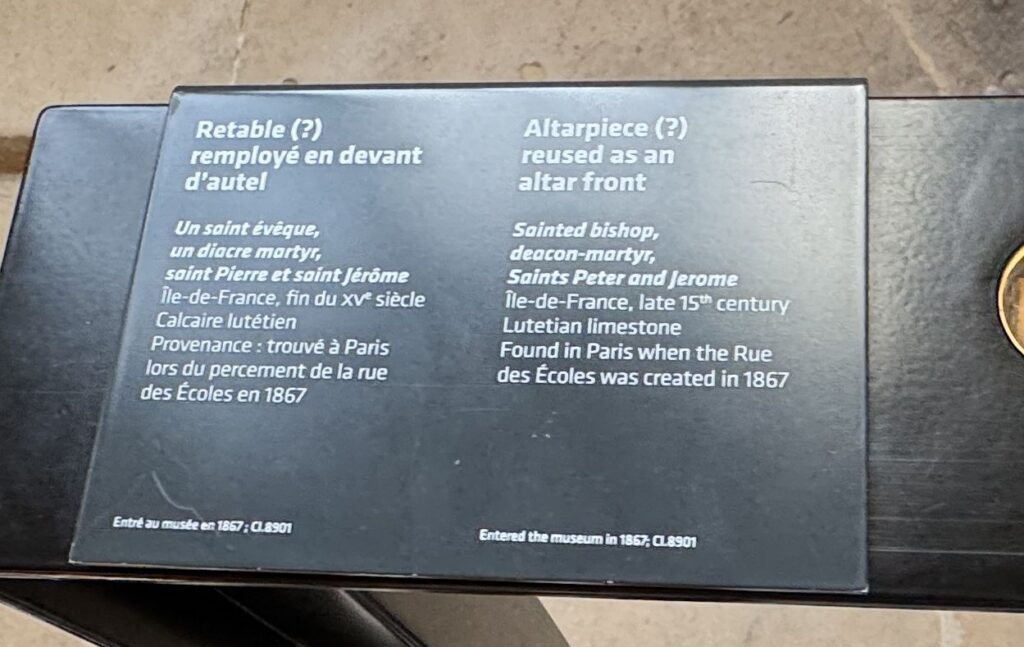 Retable (?)
remployé en devant
d'autel
Un saint évêque,
un diacre martyr,
saint Pierre et saint Jérôme
Île-de-France, fin du XVᵉ siècle
Calcaire lutétien
Provenance : trouvé à Paris
lors du percement de la rue
des Écoles en 1867
Entré au musée en 1867 ; Cl.8901
Altarpiece (?)
reused as an
altar front
Sainted bishop,
deacon-martyr,
Saints Peter and Jerome
Île-de-France, late 15ᵗʰ century
Lutetian limestone
Found in Paris when the Rue
des Écoles was created in 1867
Entered the museum in 1867; Cl.8901